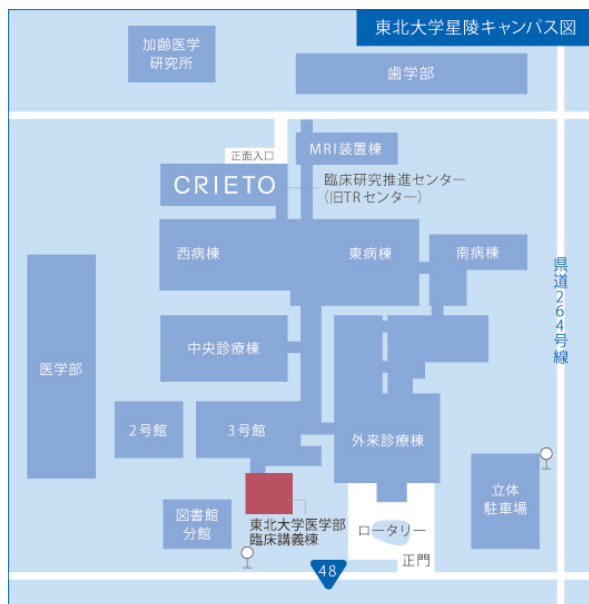 東北大学星陵キャンパス図
加齢医学
研究所
歯学部
正面入口
MRI装置棟
CRIETO
臨床研究推進センター
(旧TRセンター)
西病棟
東病棟
南病棟
県道264号線
中央診療棟
医学部
2号館
3号館
外来診療棟
立体
駐車場
図書館
分館
東北大学医学部
臨床講義棟
ロータリー
正門
48